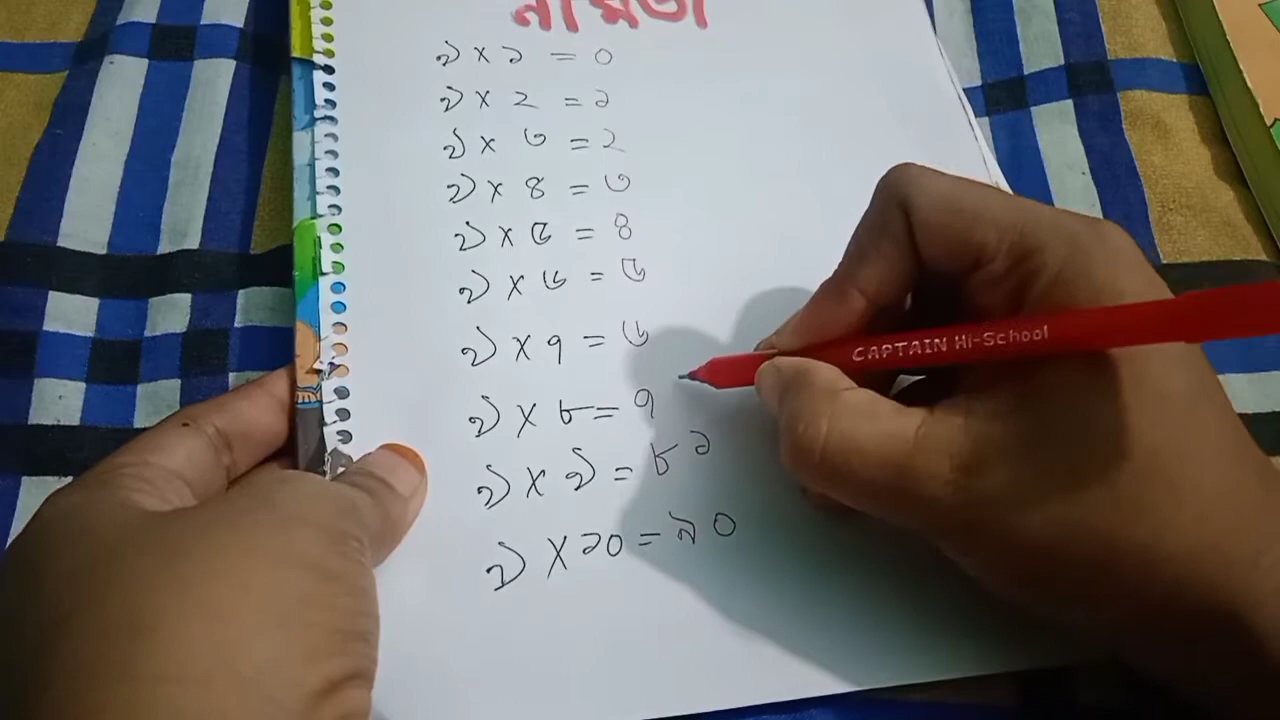 নামতা
৯ × ১ = ০
৯ × ২ = ১
৯ × ৩ = ২
৯ × ৪ = ৩
৯ × ৫ = ৪
৯ × ৬ = ৫
৯ × ৭ = ৬
৯ × ৮ = ৭
৯ × ৯ = ৮১
৯ × ১০ = ৯০
CAPTAIN Hi-School